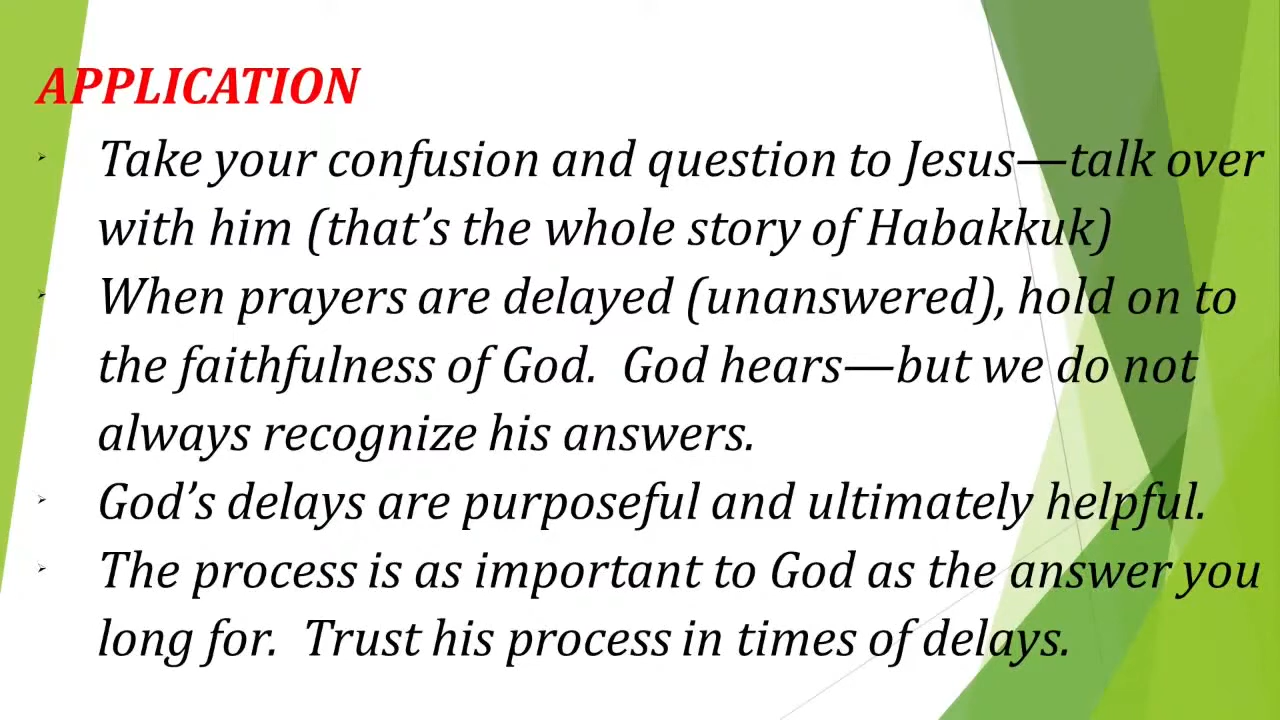 APPLICATION
➢ Take your confusion and question to Jesus—talk over
with him (that’s the whole story of Habakkuk)
➢ When prayers are delayed (unanswered), hold on to
the faithfulness of God.  God hears—but we do not
always recognize his answers.
➢ God’s delays are purposeful and ultimately helpful.
➢ The process is as important to God as the answer you
long for.  Trust his process in times of delays.